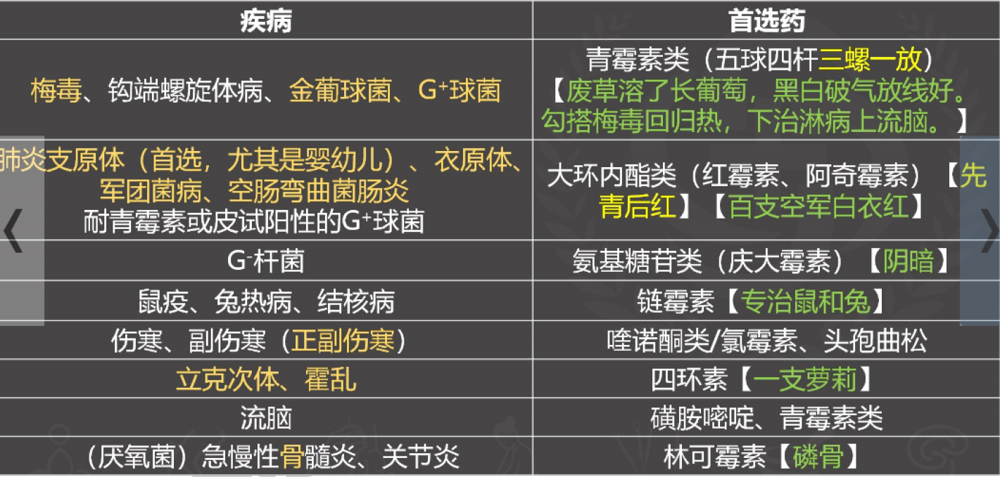 疾病
首选药
梅毒、钩端螺旋体病、金葡球菌、G⁺球菌
青霉素类（五球四杆三螺一放）
【废草溶了长葡萄，黑白破气放线好。
勾搭梅毒回归热，下治淋病上流脑。】
肺炎支原体（首选，尤其是婴幼儿）、衣原体、
军团菌病、空肠弯曲菌肠炎
耐青霉素或皮试阳性的G⁺球菌
大环内酯类（红霉素、阿奇霉素）【先
青后红】【百支空军白衣红】
G⁻杆菌
氨基糖苷类（庆大霉素）【阴暗】
鼠疫、兔热病、结核病
链霉素【专治鼠和兔】
伤寒、副伤寒（正副伤寒）
喹诺酮类/氯霉素、头孢曲松
立克次体、霍乱
四环素【一支萝莉】
流脑
磺胺嘧啶、青霉素类
（厌氧菌）急慢性骨髓炎、关节炎
林可霉素【磷骨】